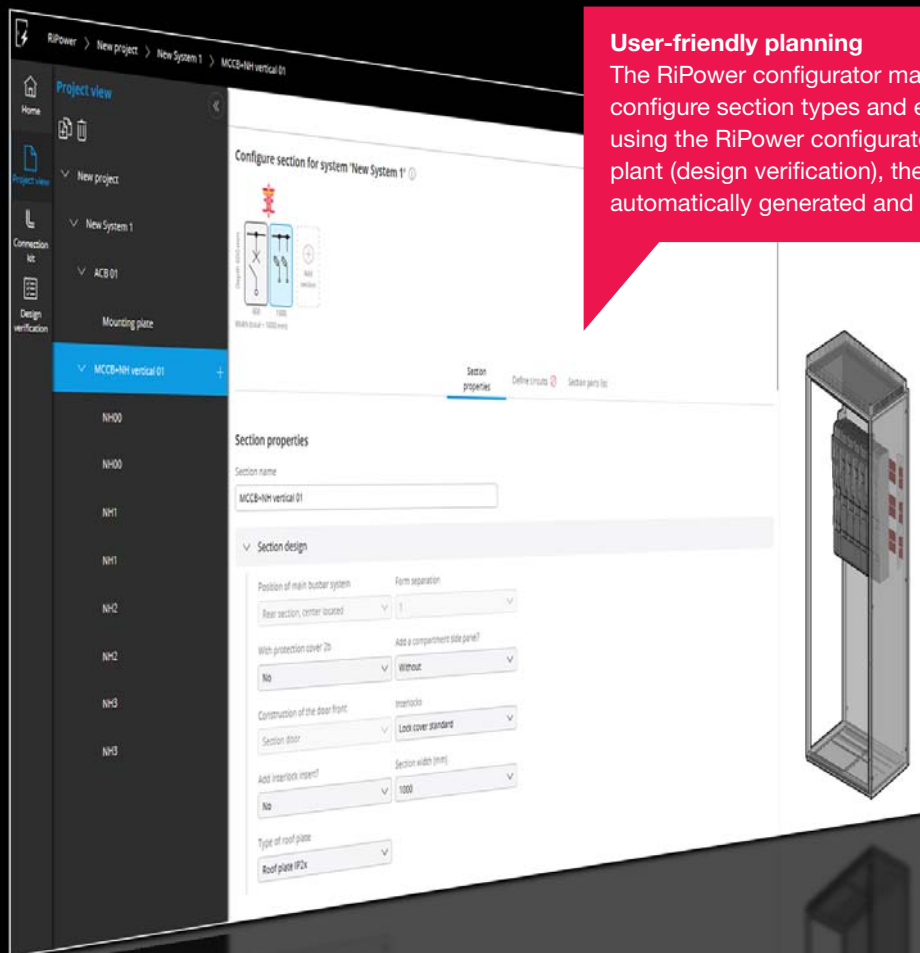 RiPower > New project > New System 1 > MCCB+NH vertical 01
User-friendly planning
The RiPower configurator ma
configure section types and e
using the RiPower configurat
plant (design verification), the
automatically generated and
Home
Project view
Connection
kit
Design
verification
Project view
New project
New System 1
ACB 01
Mounting plate
MCCB+NH vertical 01 +
NH00
NH00
NH1
NH1
NH2
NH2
NH3
NH3
Configure section for system 'New System 1'
Add
section
600 1000
Section
properties
Define circuits
Section parts list
Section properties
Section name
MCCB+NH vertical 01
Section design
Position of main busbar system Form separation
Rear section, center located 1
With protection cover 2b Add a compartment side panel?
No Without
Construction of the door front Interlocks
Section door Lock cover standard
Add interlock insert? Section width (mm)
No 1000
Type of roof plate
Roof plate IP2x